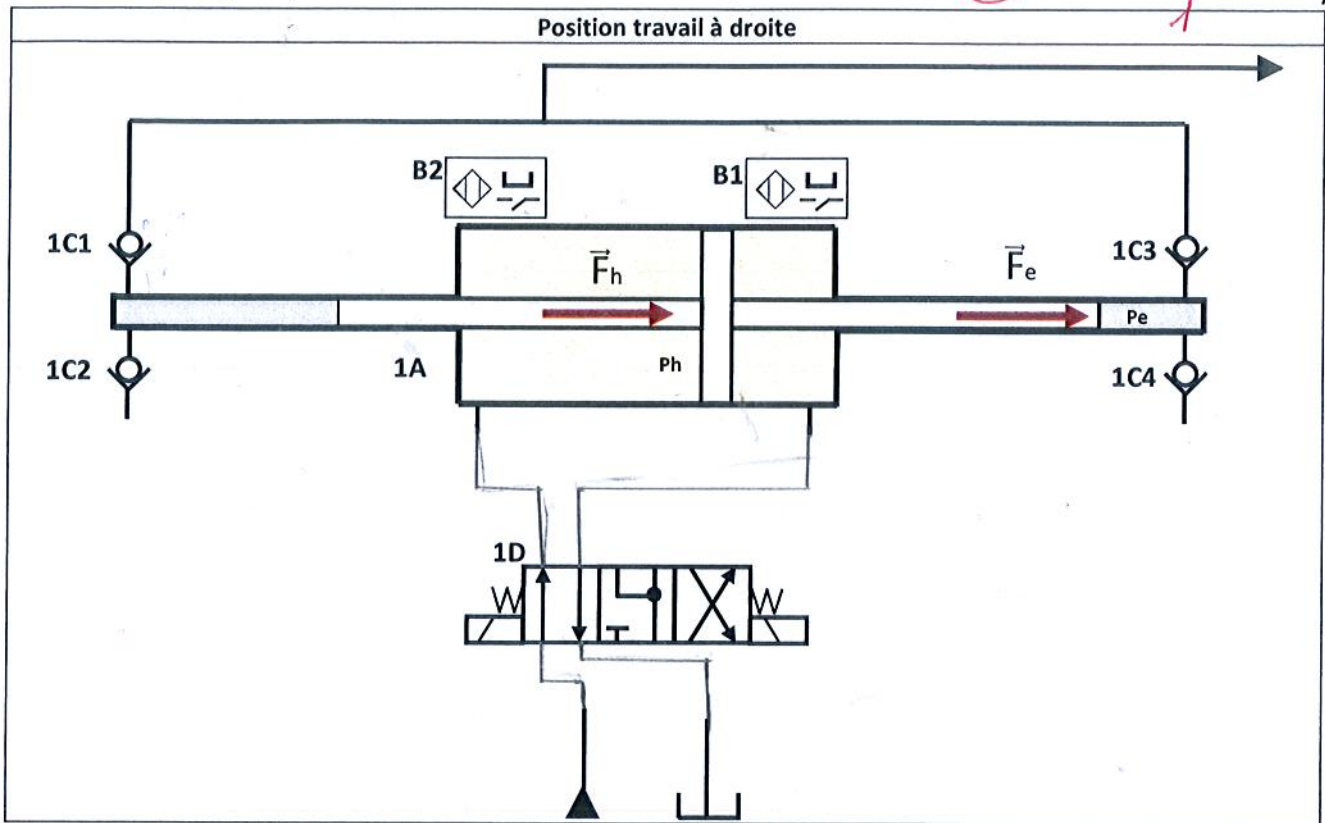 Position travail à droite
B2
B1
1C1
1C3
F⃗h
F⃗e
Pe
1C2
1A
Ph
1C4
1D